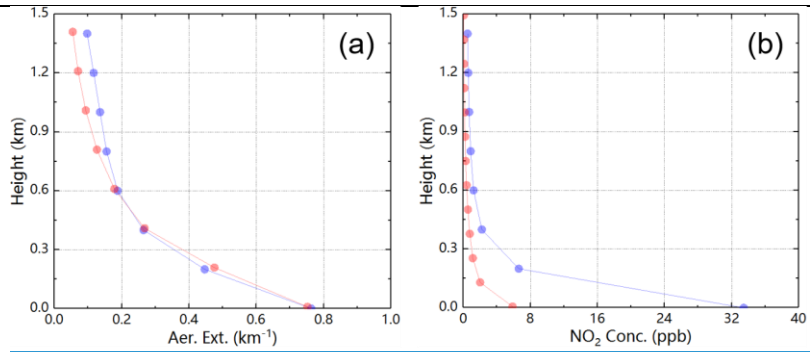 1.5
1.2
0.9
0.6
0.3
0.0
Height (km)
(a)
0.0 0.2 0.4 0.6 0.8 1.0
Aer. Ext. (km⁻¹)
1.5
1.2
0.9
0.6
0.3
0.0
Height (km)
(b)
0 8 16 24 32 40
NO₂ Conc. (ppb)